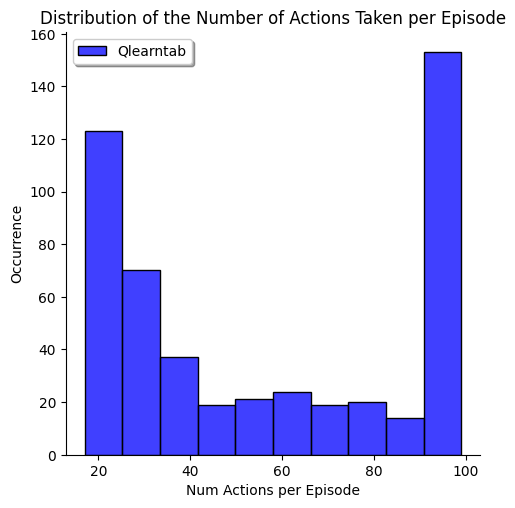 Distribution of the Number of Actions Taken per Episode
Qlearntab
160
140
120
100
80
60
40
20
0
Occurrence
20 40 60 80 100
Num Actions per Episode